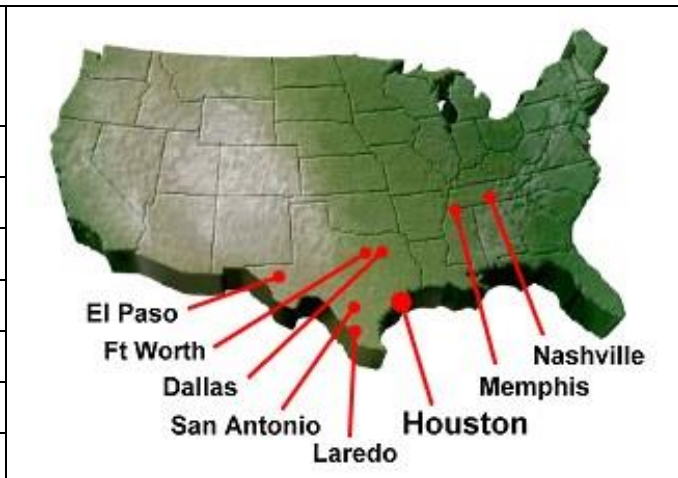 El Paso
Ft Worth
Dallas
San Antonio
Laredo
Houston
Memphis
Nashville